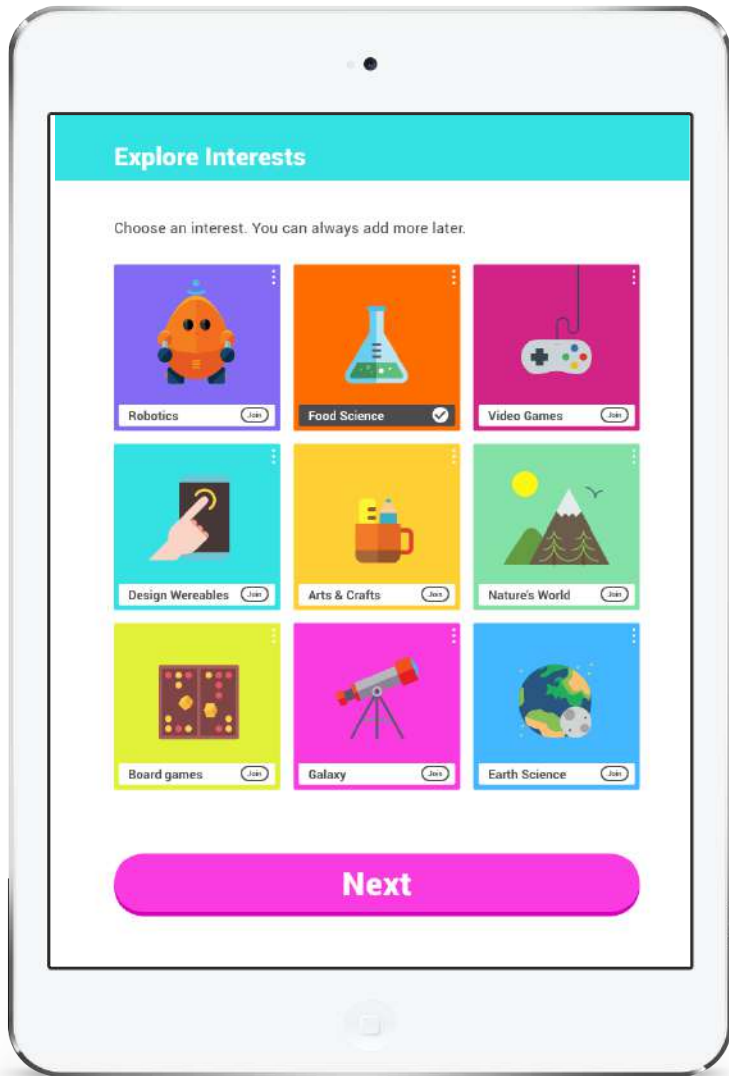 Explore Interests
Choose an interest. You can always add more later.
Robotics Join Food Science Video Games Join
Design Wereables Join Arts & Crafts Join Nature's World Join
Board games Join Galaxy Join Earth Science Join
Next